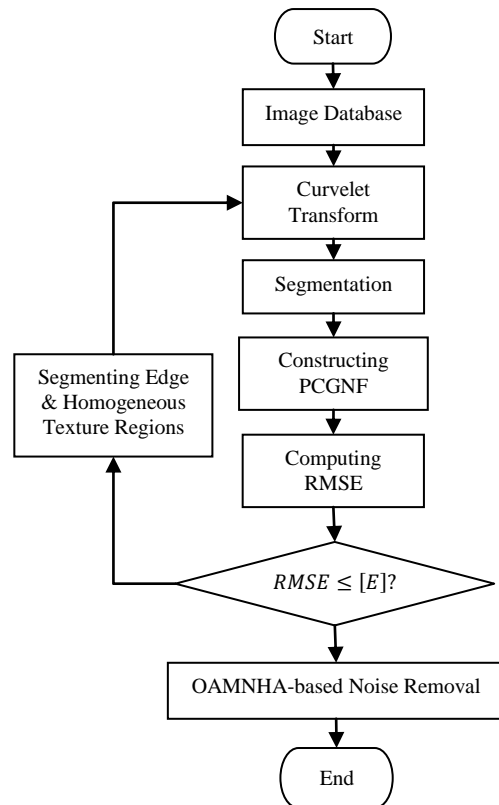 Start
Image Database
Curvelet
Transform
Segmentation
Constructing
PCGNF
Segmenting Edge
& Homogeneous
Texture Regions
Computing
RMSE
RMSE ≤ [E]?
OAMNHA-based Noise Removal
End